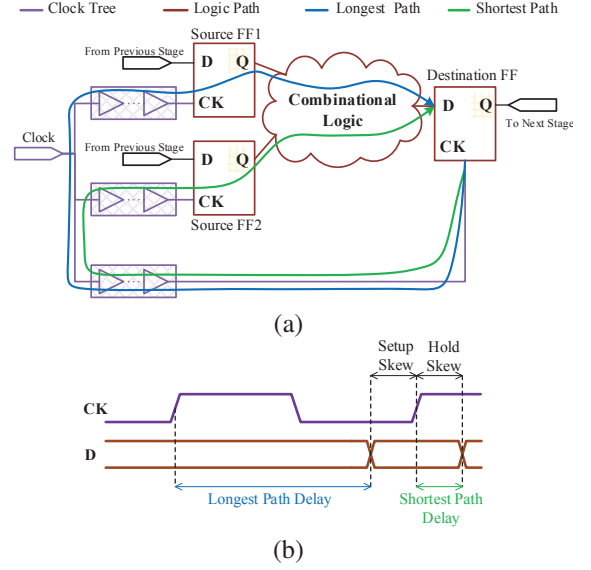 Clock Tree Logic Path Longest Path Shortest Path
Source FF1
From Previous Stage
D Q
CK
Destination FF
Combinational
Logic
D Q
CK
To Next Stage
Clock
From Previous Stage
D Q
CK
Source FF2
(a)
Setup Hold
Skew Skew
CK
D
Longest Path Delay
Shortest Path
Delay
(b)